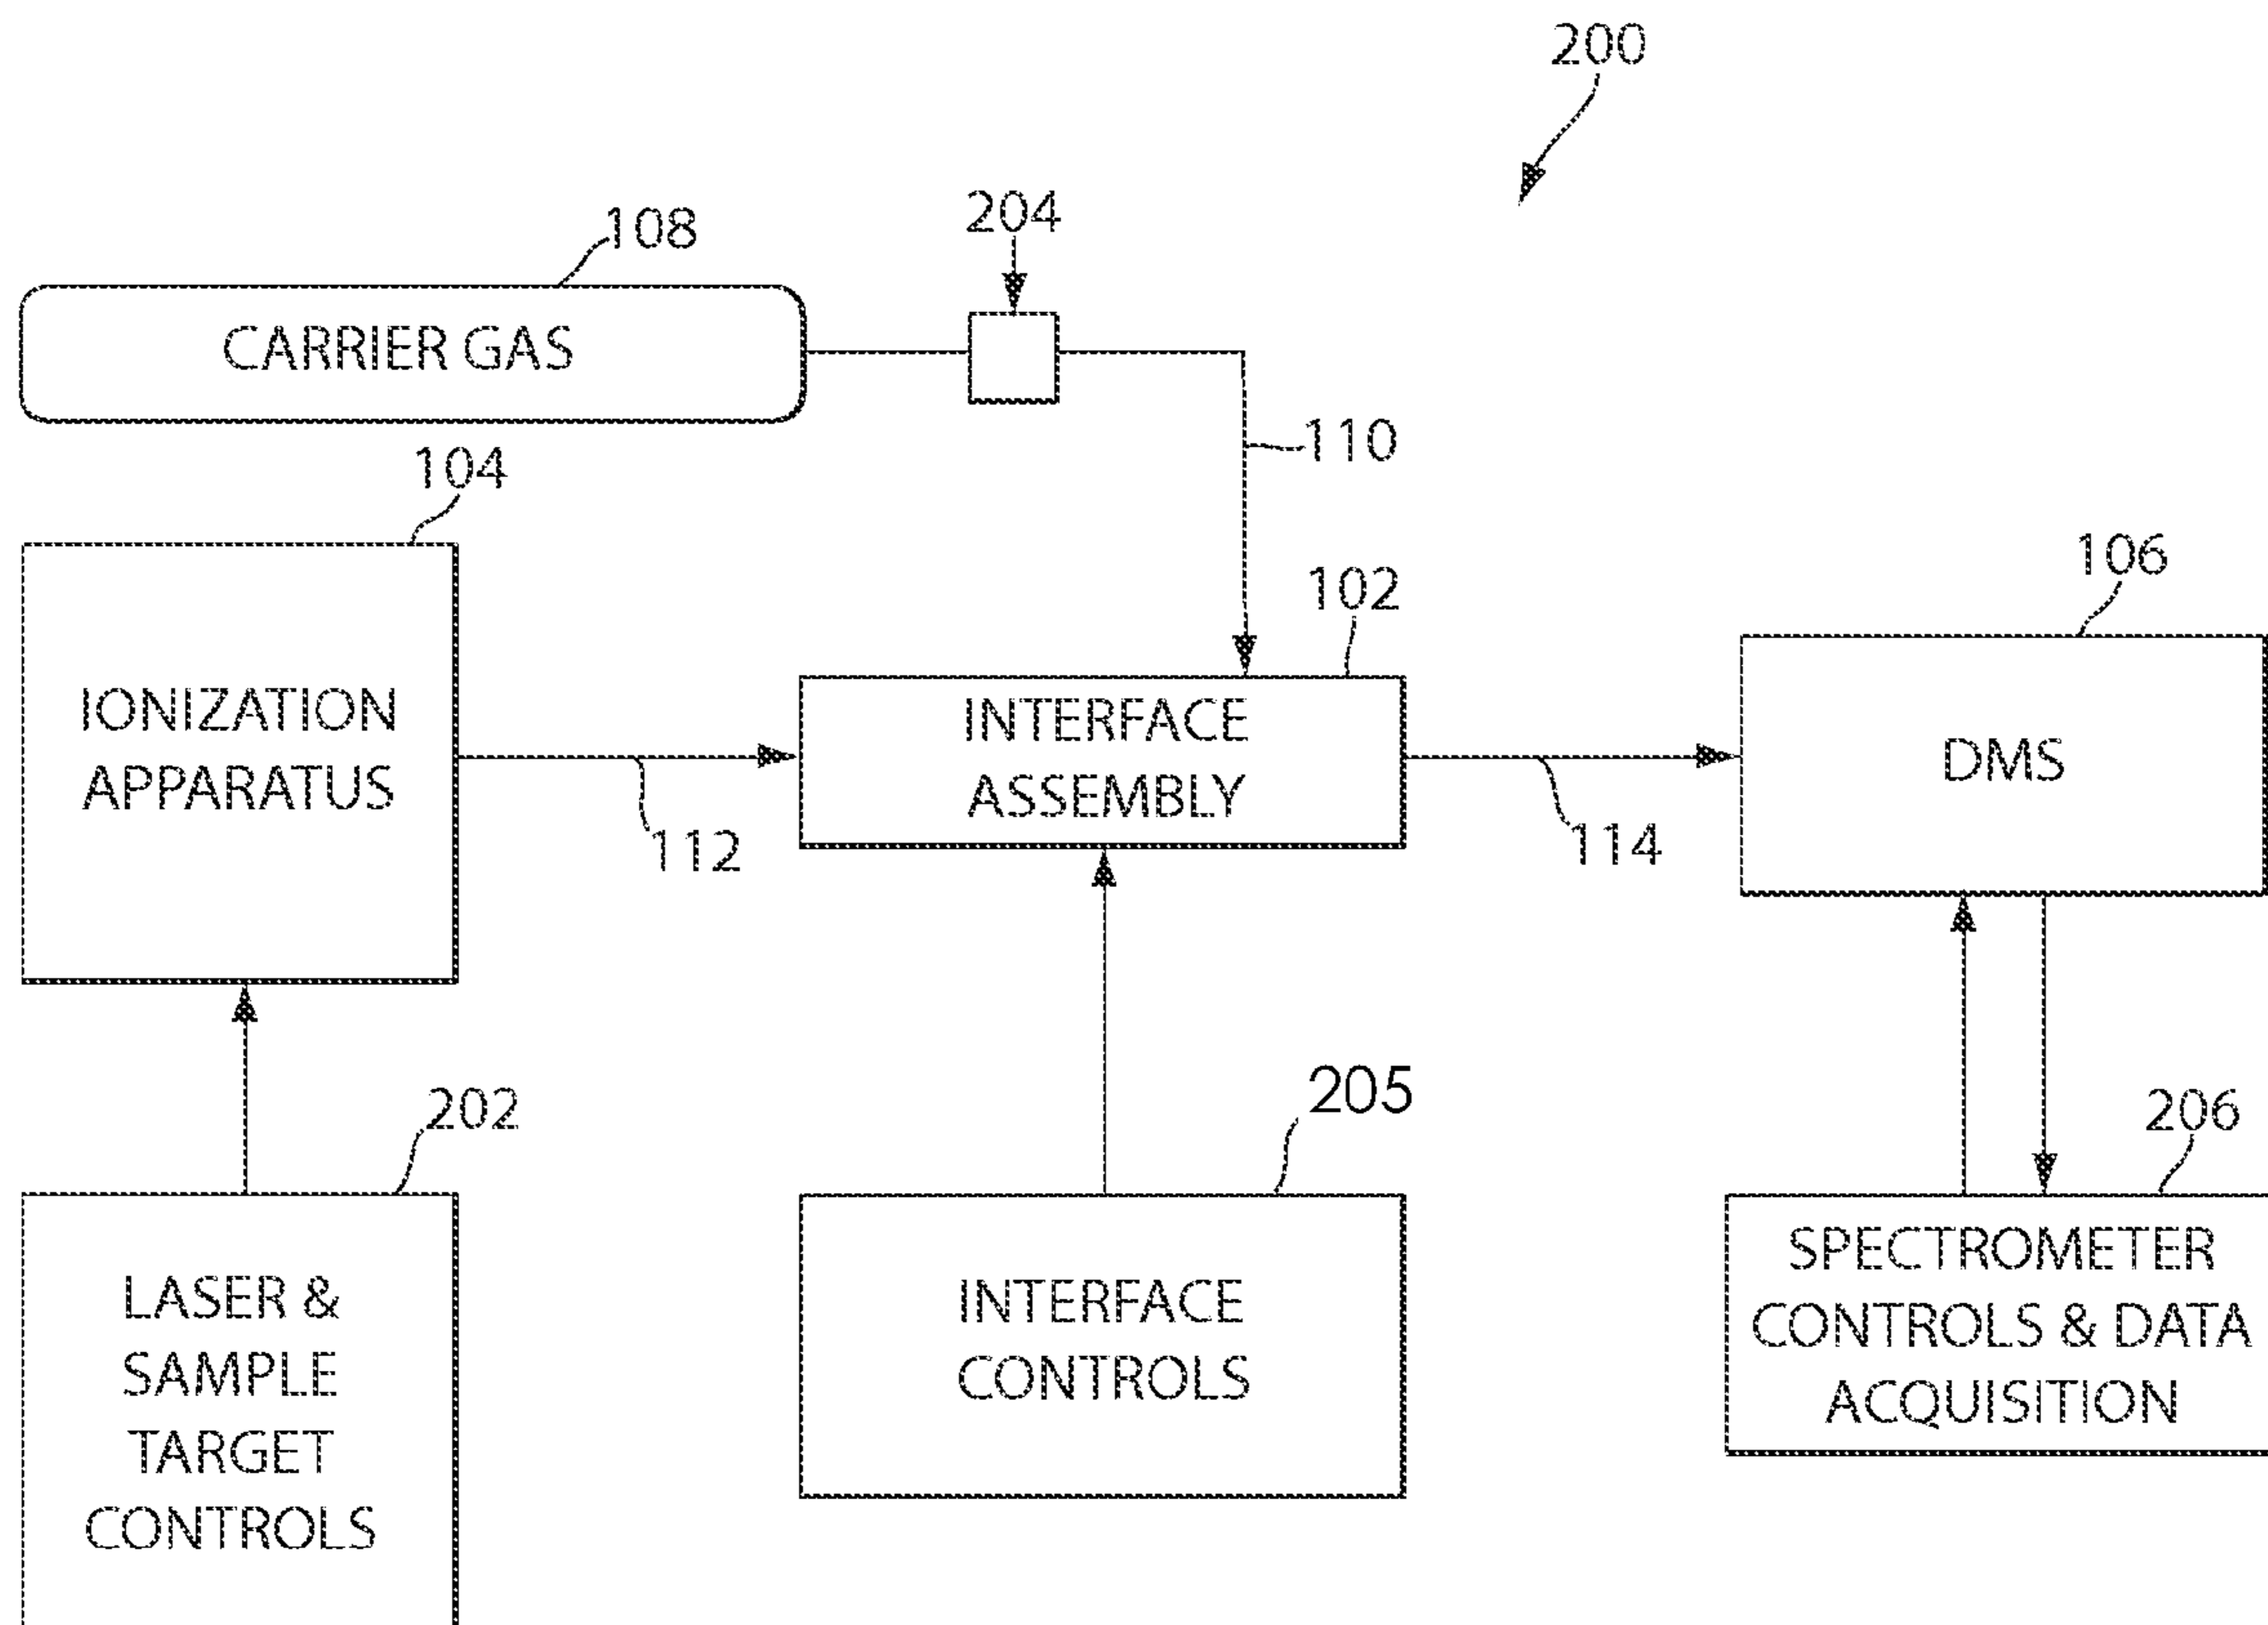 200
108
204
CARRIER GAS
110
104
102
106
IONIZATION
APPARATUS
INTERFACE
ASSEMBLY
DMS
112
114
202
205
206
LASER &
SAMPLE
TARGET
CONTROLS
INTERFACE
CONTROLS
SPECTROMETER
CONTROLS & DATA
ACQUISITION